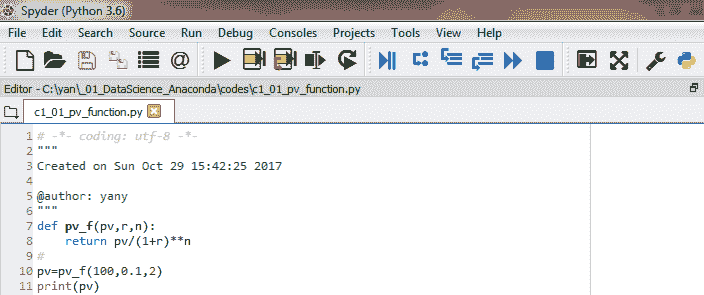 Spyder (Python 3.6)
File Edit Search Source Run Debug Consoles Projects Tools View Help
Editor - C:\yan\_01_DataScience_Anaconda\codes\c1_01_pv_function.py
c1_01_pv_function.py
1 # -*- coding: utf-8 -*-
2 """
3 Created on Sun Oct 29 15:42:25 2017
4
5 @author: yany
6 """
7 def pv_f(pv,r,n):
8     return pv/(1+r)**n
9 #
10 pv=pv_f(100,0.1,2)
11 print(pv)